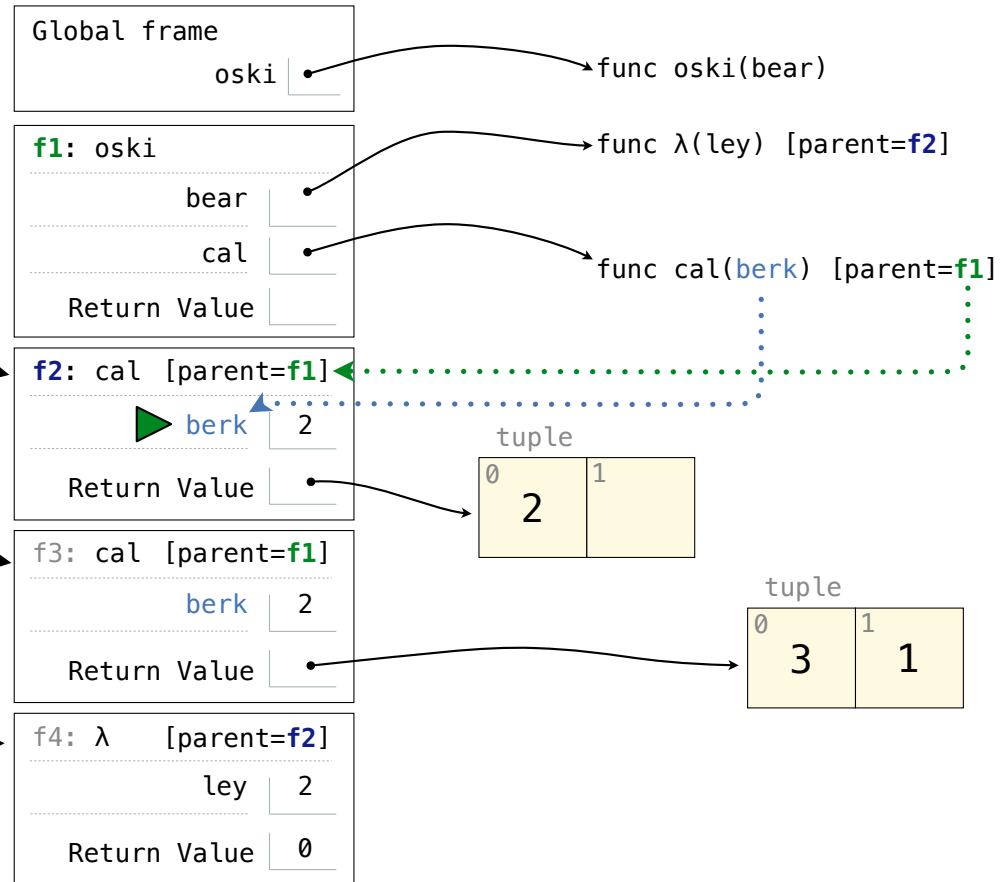 Global frame
oski
func oski(bear)
f1: oski
func λ(ley) [parent=f2]
bear
cal
func cal(berk) [parent=f1]
Return Value
f2: cal [parent=f1]
berk 2
tuple
Return Value
0 1
2
f3: cal [parent=f1]
berk 2
tuple
Return Value
0 1
3 1
f4: λ [parent=f2]
ley 2
Return Value 0